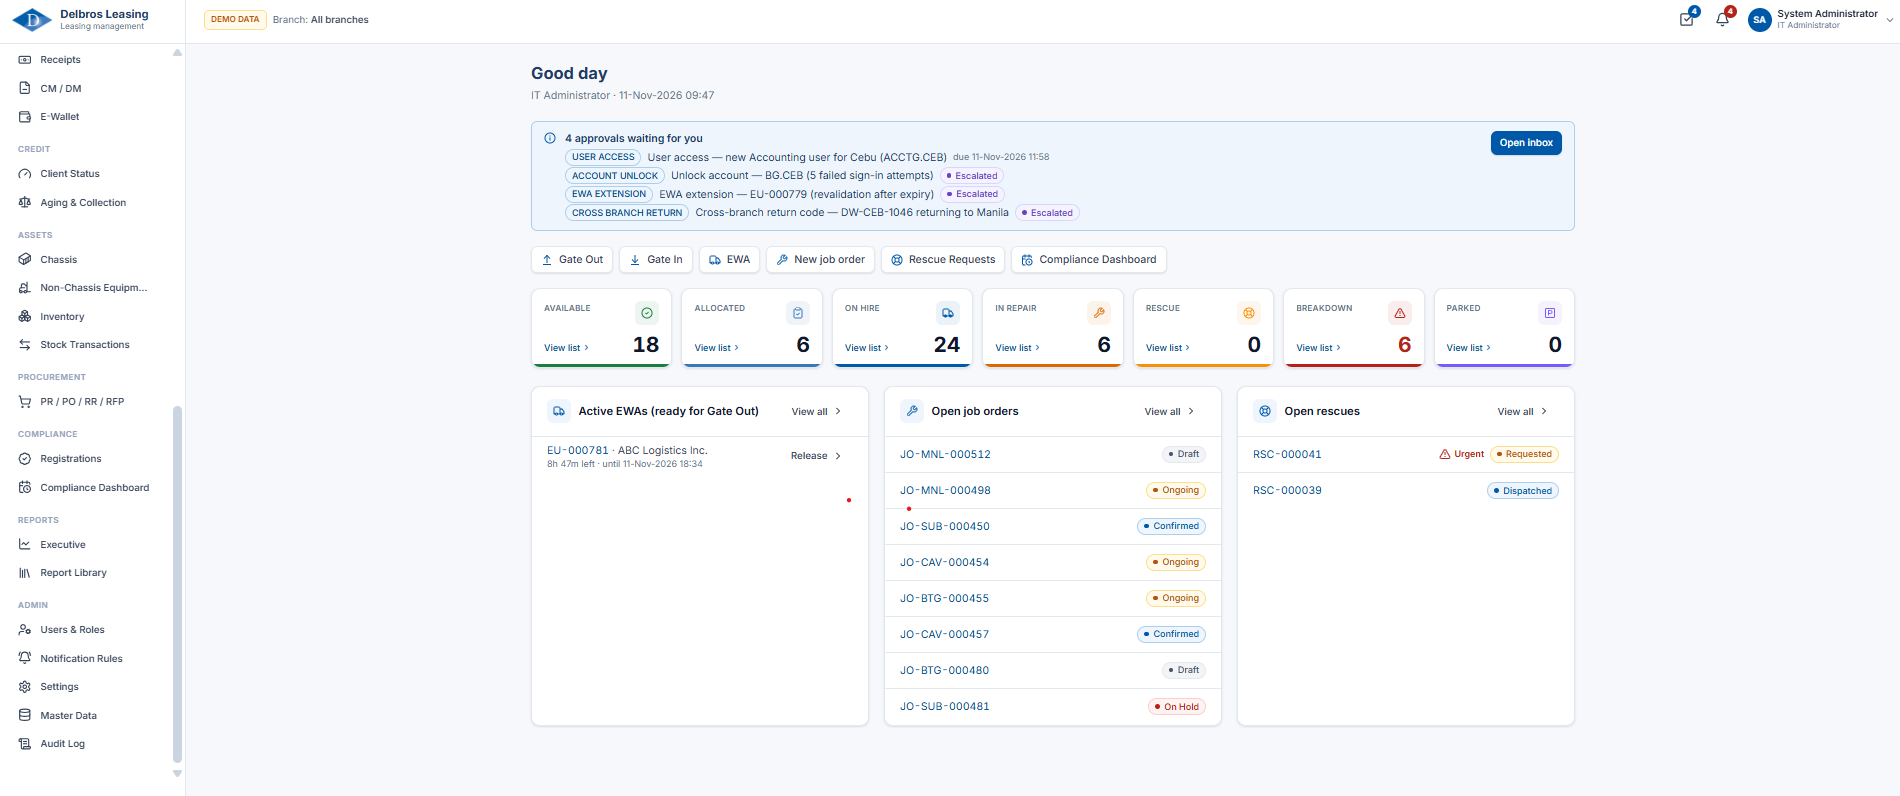 Delbros Leasing
Leasing management
DEMO DATA Branch: All branches
4 4 SA System Administrator
IT Administrator
Receipts
CM / DM
E-Wallet
CREDIT
Client Status
Aging & Collection
ASSETS
Chassis
Non-Chassis Equipm...
Inventory
Stock Transactions
PROCUREMENT
PR / PO / RR / RFP
COMPLIANCE
Registrations
Compliance Dashboard
REPORTS
Executive
Report Library
ADMIN
Users & Roles
Notification Rules
Settings
Master Data
Audit Log
Good day
IT Administrator · 11-Nov-2026 09:47
4 approvals waiting for you
Open inbox
USER ACCESS User access — new Accounting user for Cebu (ACCTG.CEB) due 11-Nov-2026 11:58
ACCOUNT UNLOCK Unlock account — BG.CEB (5 failed sign-in attempts) Escalated
EWA EXTENSION EWA extension — EU-000779 (revalidation after expiry) Escalated
CROSS BRANCH RETURN Cross-branch return code — DW-CEB-1046 returning to Manila Escalated
Gate Out Gate In EWA New job order Rescue Requests Compliance Dashboard
AVAILABLE
View list 18
ALLOCATED
View list 6
ON HIRE
View list 24
IN REPAIR
View list 6
RESCUE
View list 0
BREAKDOWN
View list 6
PARKED P
View list 0
Active EWAs (ready for Gate Out) View all
EU-000781 · ABC Logistics Inc.
8h 47m left · until 11-Nov-2026 18:34
Release
Open job orders View all
JO-MNL-000512 Draft
JO-MNL-000498 Ongoing
JO-SUB-000450 Confirmed
JO-CAV-000454 Ongoing
JO-BTG-000455 Ongoing
JO-CAV-000457 Confirmed
JO-BTG-000480 Draft
JO-SUB-000481 On Hold
Open rescues View all
RSC-000041 Urgent Requested
RSC-000039 Dispatched